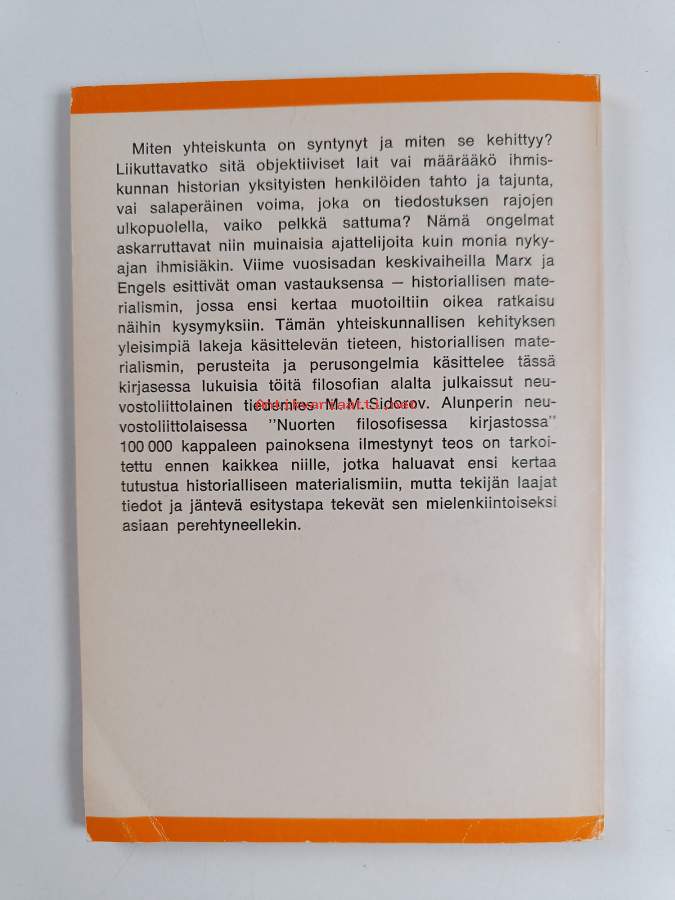 Miten yhteiskunta on syntynyt ja miten se kehittyy?
Liikuttavatko sitä objektiiviset lait vai määrääkö ihmis-
kunnan historian yksityisten henkilöiden tahto ja tajunta,
vai salaperäinen voima, joka on tiedostuksen rajojen
ulkopuolella, vaiko pelkkä sattuma? Nämä ongelmat
askarruttavat niin muinaisia ajattelijoita kuin monia nyky-
ajan ihmisiäkin. Viime vuosisadan keskivaiheilla Marx ja
Engels esittivät oman vastauksensa — historiallisen mate-
rialismin, jossa ensi kertaa muotoiltiin oikea ratkaisu
näihin kysymyksiin. Tämän yhteiskunnallisen kehityksen
yleisimpiä lakeja käsittelevän tieteen, historiallisen mate-
rialismin, perusteita ja perusongelmia käsittelee tässä
kirjasessa lukuisia töitä filosofian alalta julkaissut neu-
vostoliittolainen tiedemies M.M.Sidorov. Alunperin neu-
vostoliittolaisessa "Nuorten filosofisessa kirjastossa"
100 000 kappaleen painoksena ilmestynyt teos on tarkoi-
tettu ennen kaikkea niille, jotka haluavat ensi kertaa
tutustua historialliseen materialismiin, mutta tekijän laajat
tiedot ja jäntevä esitystapa tekevät sen mielenkiintoiseksi
asiaan perehtyneellekin.
Antikvariaatti.net